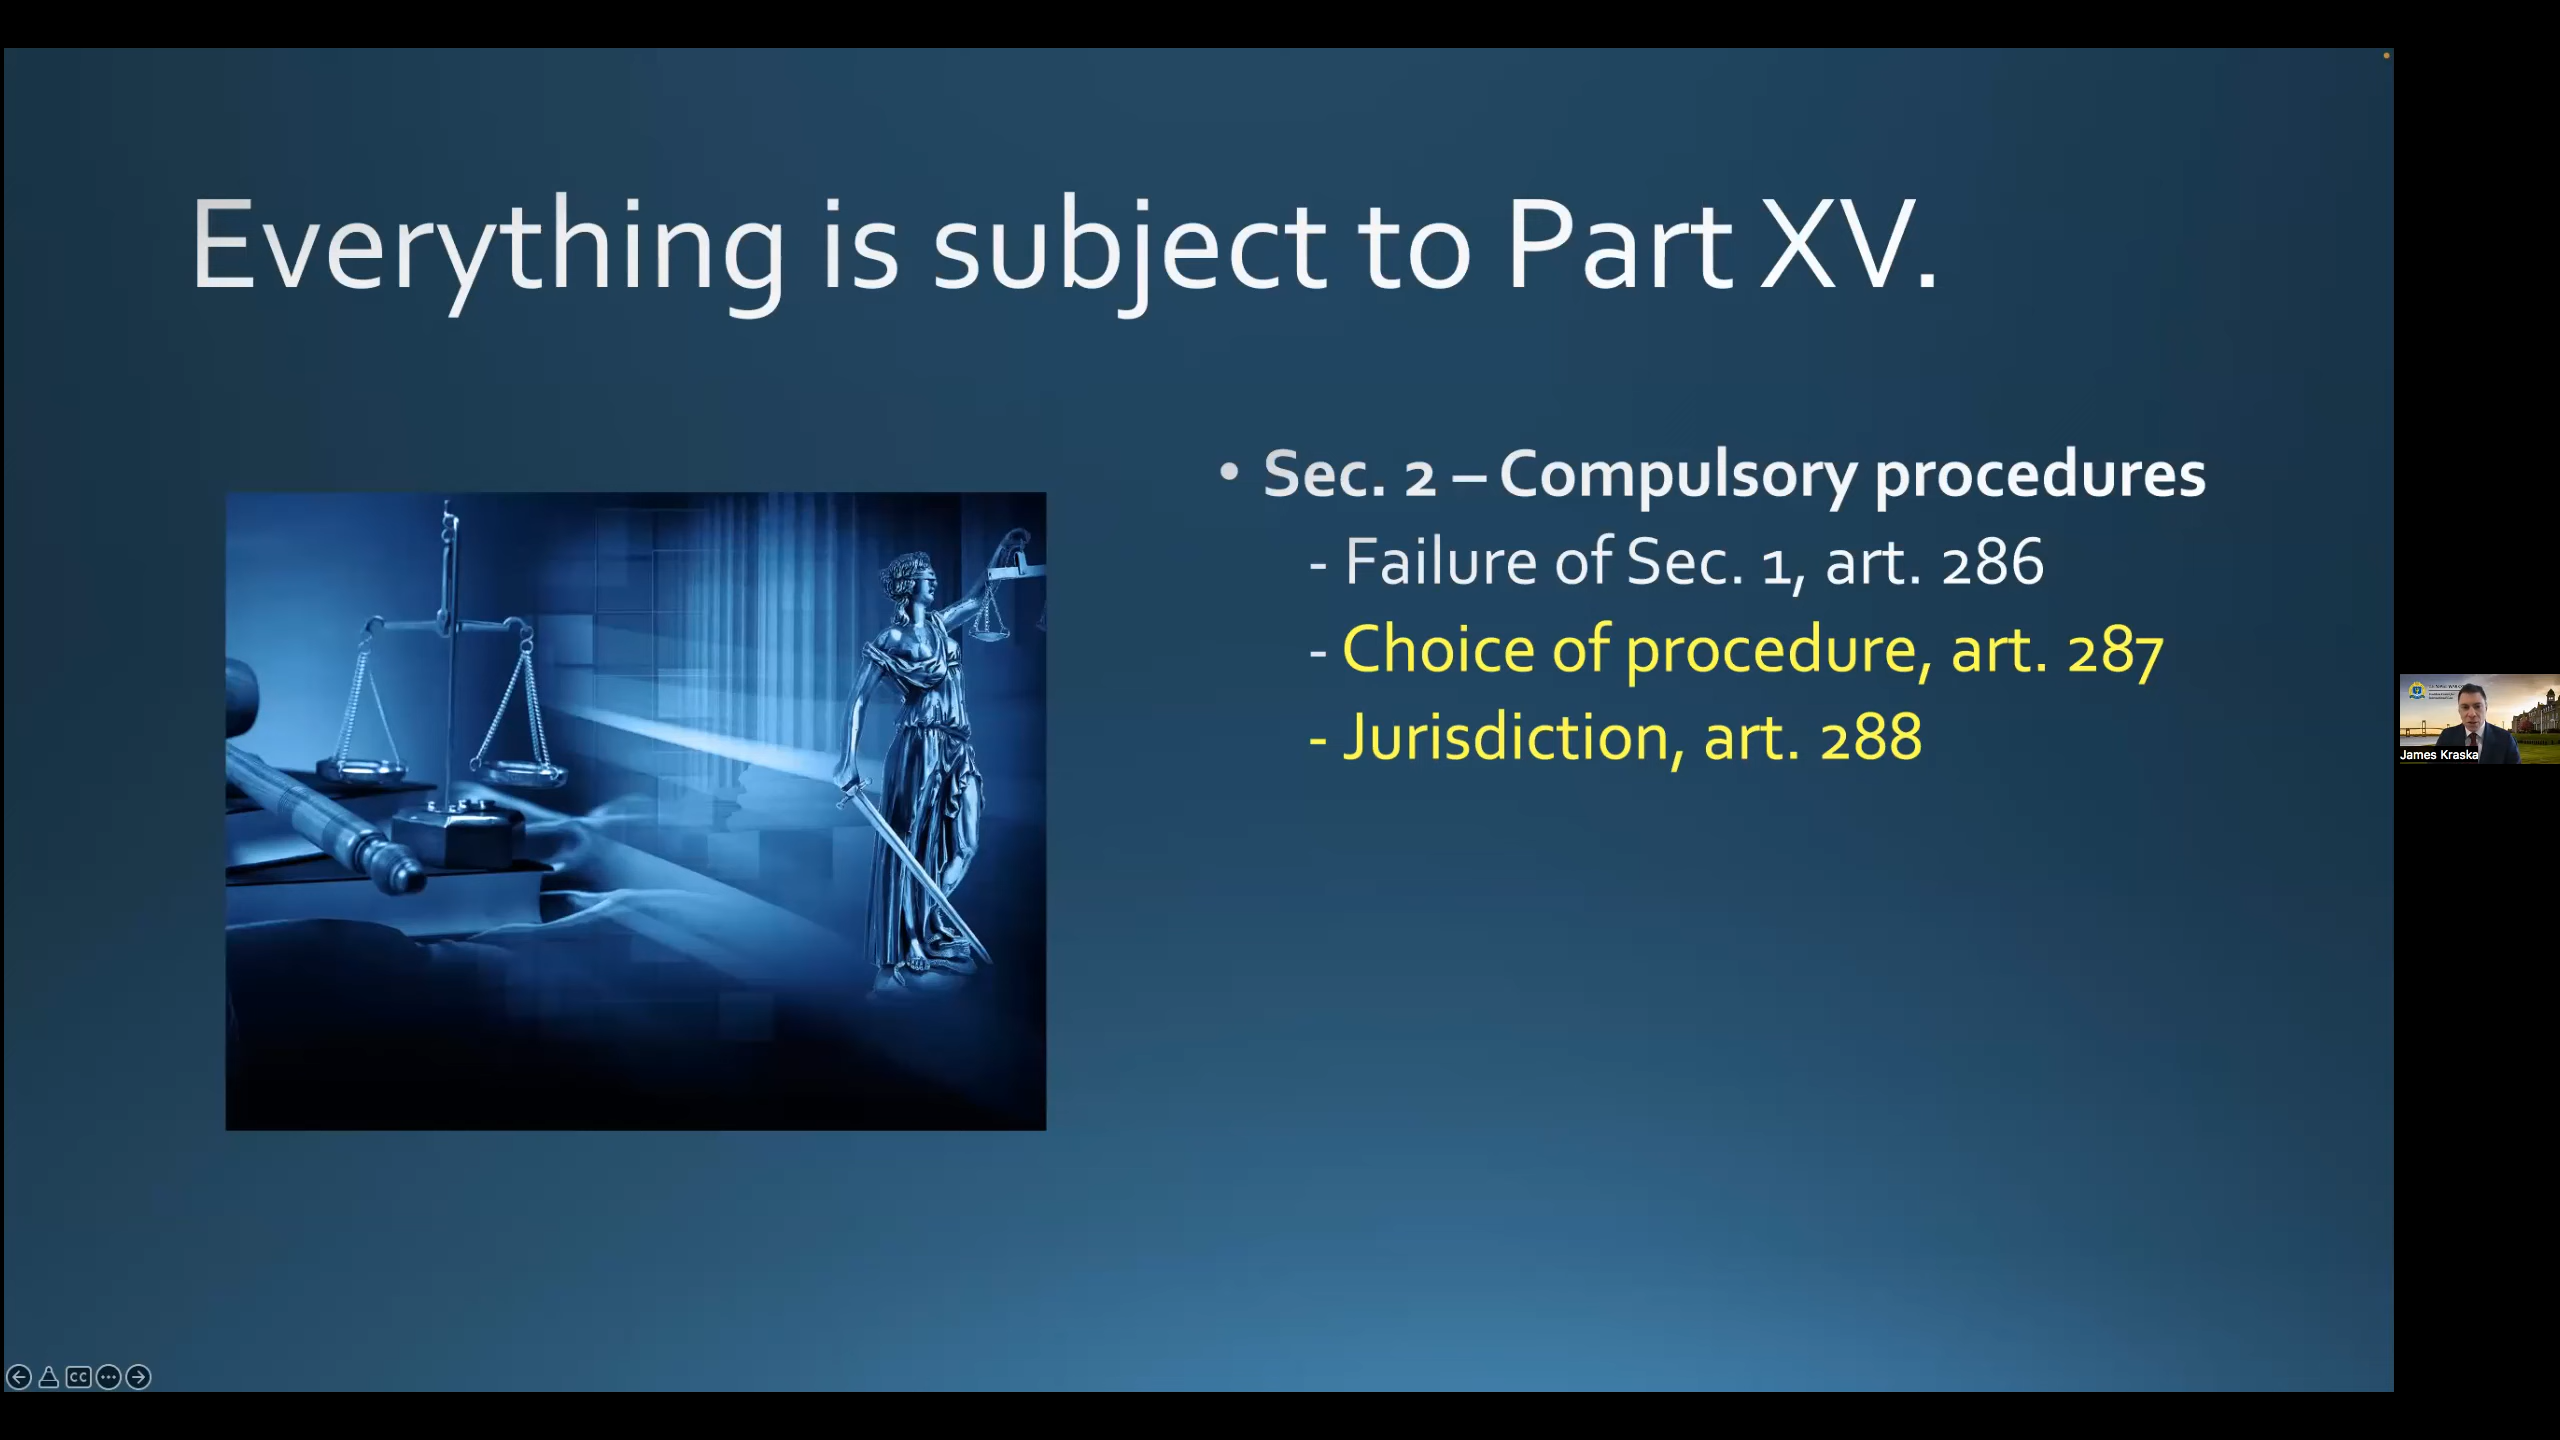 Everything is subject to Part XV.
• Sec. 2 – Compulsory procedures
- Failure of Sec. 1, art. 286
- Choice of procedure, art. 287
- Jurisdiction, art. 288
James Kraska
CC